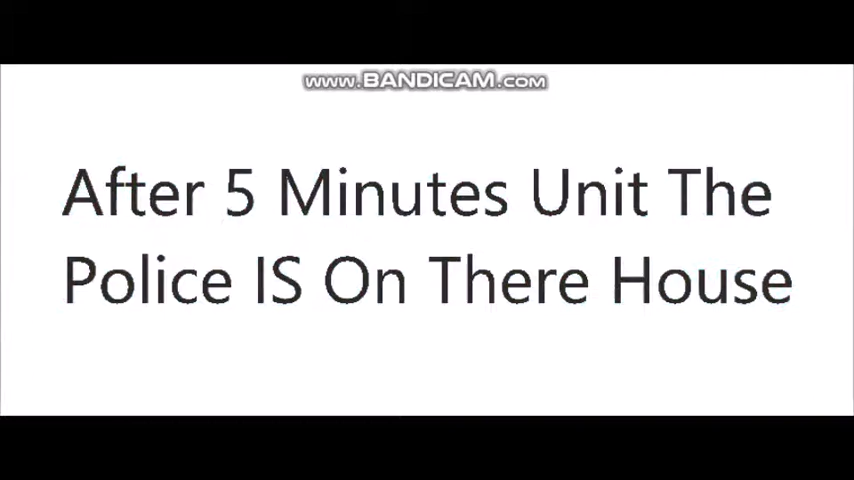 www.BANDICAM.com
After 5 Minutes Unit The
Police IS On There House